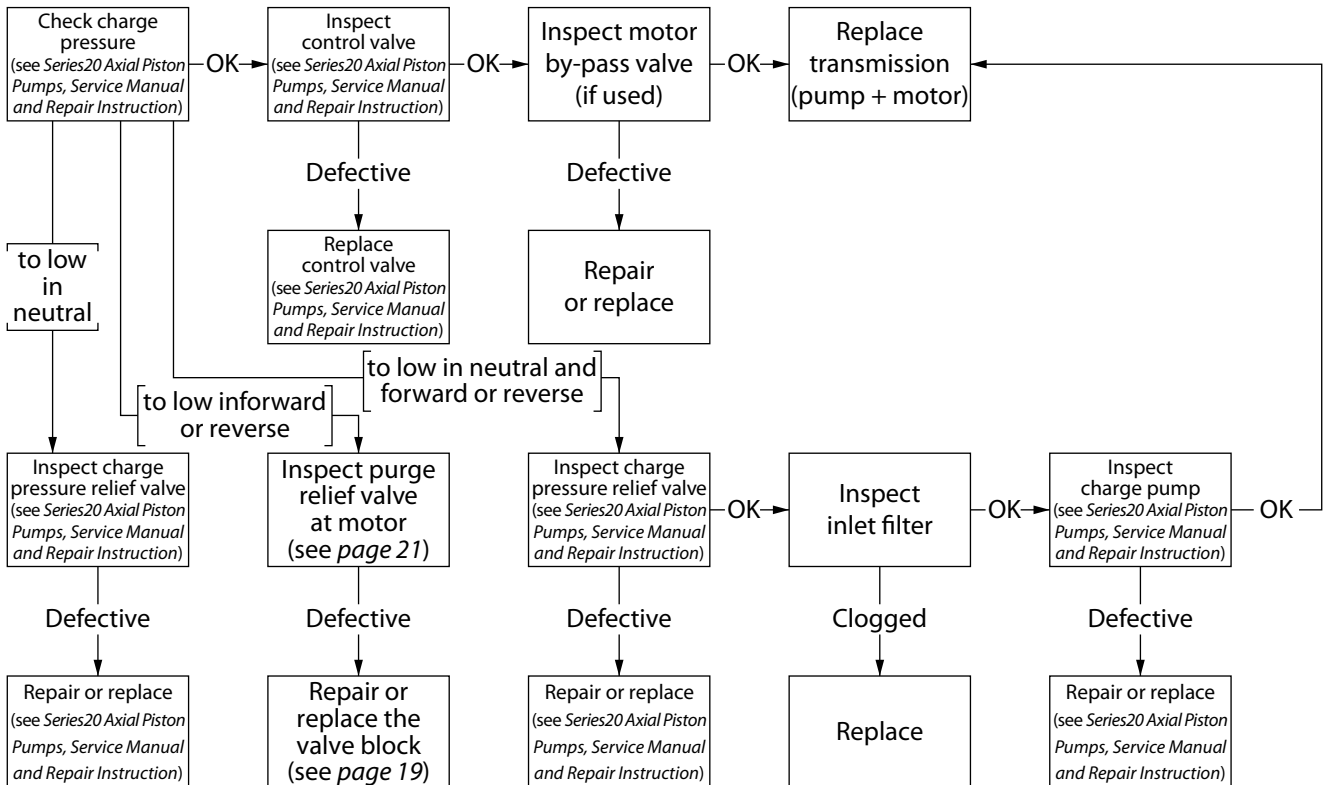 Check charge
pressure
(see Series20 Axial Piston
Pumps, Service Manual
and Repair Instruction)
OK
Inspect
control valve
(see Series20 Axial Piston
Pumps, Service Manual
and Repair Instruction)
OK
Inspect motor
by-pass valve
(if used)
OK
Replace
transmission
(pump + motor)
Defective
Defective
to low
in
neutral
Replace
control valve
(see Series20 Axial Piston
Pumps, Service Manual
and Repair Instruction)
Repair
or replace
to low in neutral and
forward or reverse
to low inforward
or reverse
Inspect charge
pressure relief valve
(see Series20 Axial Piston
Pumps, Service Manual
and Repair Instruction)
Inspect purge
relief valve
at motor
(see page 21)
Inspect charge
pressure relief valve
(see Series20 Axial Piston
Pumps, Service Manual
and Repair Instruction)
OK
Inspect
inlet filter
OK
Inspect
charge pump
(see Series20 Axial Piston
Pumps, Service Manual
and Repair Instruction)
OK
Defective
Defective
Defective
Clogged
Defective
Repair or replace
(see Series20 Axial Piston
Pumps, Service Manual
and Repair Instruction)
Repair or
replace the
valve block
(see page 19)
Repair or replace
(see Series20 Axial Piston
Pumps, Service Manual
and Repair Instruction)
Replace
Repair or replace
(see Series20 Axial Piston
Pumps, Service Manual
and Repair Instruction)